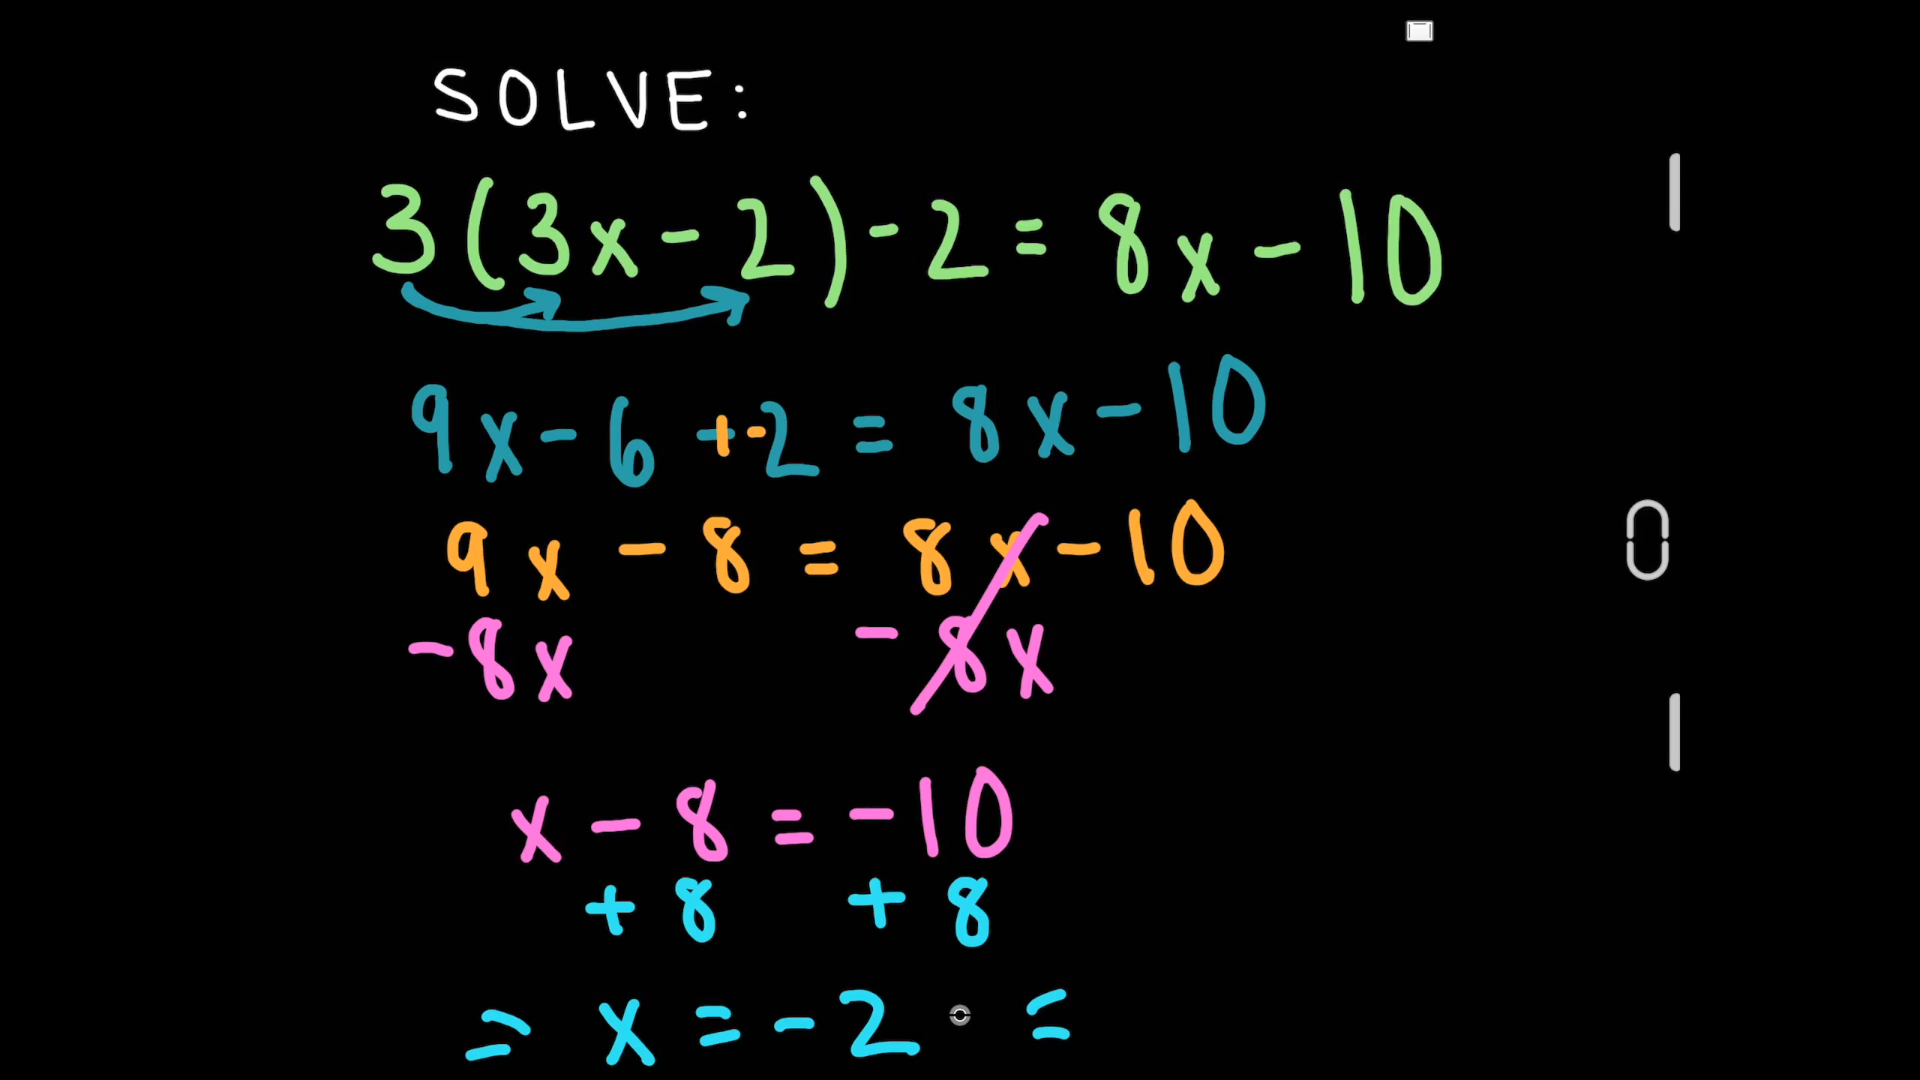 SOLVE:
3(3x-2)-2=8x-10
9x-6+-2=8x-10
9x-8=8x-10
-8x -8x
x-8=-10
+8 +8
= x=-2 =